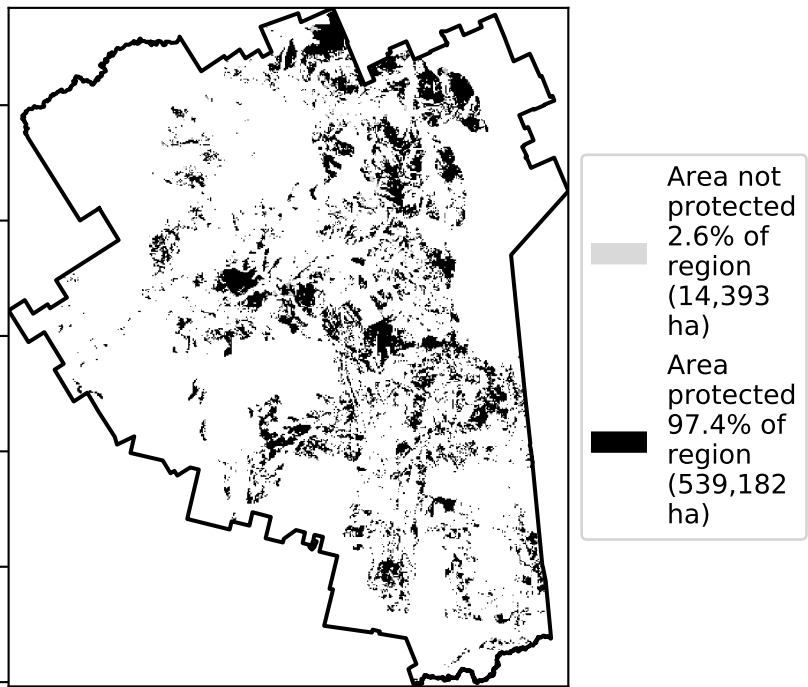 Area not
protected
2.6% of
region
(14,393
ha)
Area
protected
97.4% of
region
(539,182
ha)